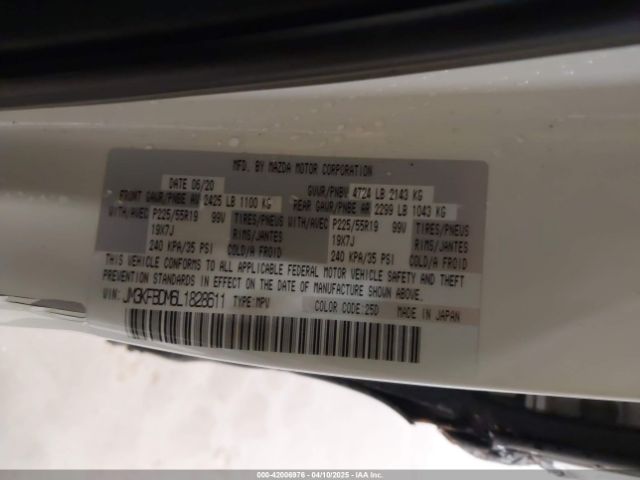 MFD. BY MAZDA MOTOR CORPORATION
DATE 06/20 GVWR/PNBV 4724 LB 2143 KG
FRONT GAWR/PNBE AV 2425 LB 1100 KG REAR GAWR/PNBE AR 2299 LB 1043 KG
WITH/AVEC P225/55R19 99V TIRES/PNEUS WITH/AVEC P225/55R19 99V TIRES/PNEUS
19X7J RIMS/JANTES 19X7J RIMS/JANTES
240 KPA/35 PSI COLD/A FROID 240 KPA/35 PSI COLD/A FROID
THIS VEHICLE CONFORMS TO ALL APPLICABLE FEDERAL MOTOR VEHICLE SAFETY AND THEFT
PREVENTION STANDARDS IN EFFECT ON THE DATE OF MANUFACTURE SHOWN ABOVE.
VIN: JM3KFBDM6L1828611 TYPE: MPV COLOR CODE:25D MADE IN JAPAN
000-42006976 04/10/2025 IAA Inc.